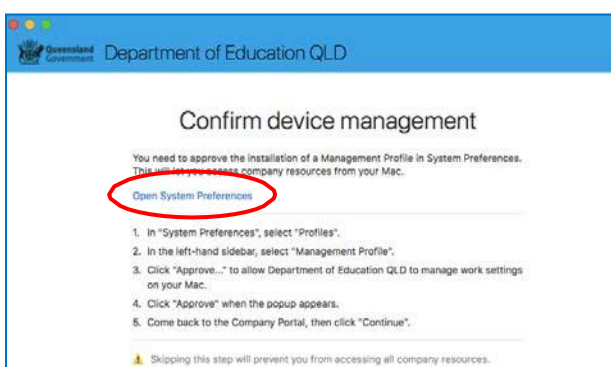 Queensland
Government
Department of Education QLD
Confirm device management
You need to approve the installation of a Management Profile in System Preferences.
This will let you access company resources from your Mac.
Open System Preferences
1. In "System Preferences", select "Profiles".
2. In the left-hand sidebar, select "Management Profile".
3. Click "Approve..." to allow Department of Education QLD to manage work settings
on your Mac.
4. Click "Approve" when the popup appears.
5. Come back to the Company Portal, then click "Continue".
Skipping this step will prevent you from accessing all company resources.